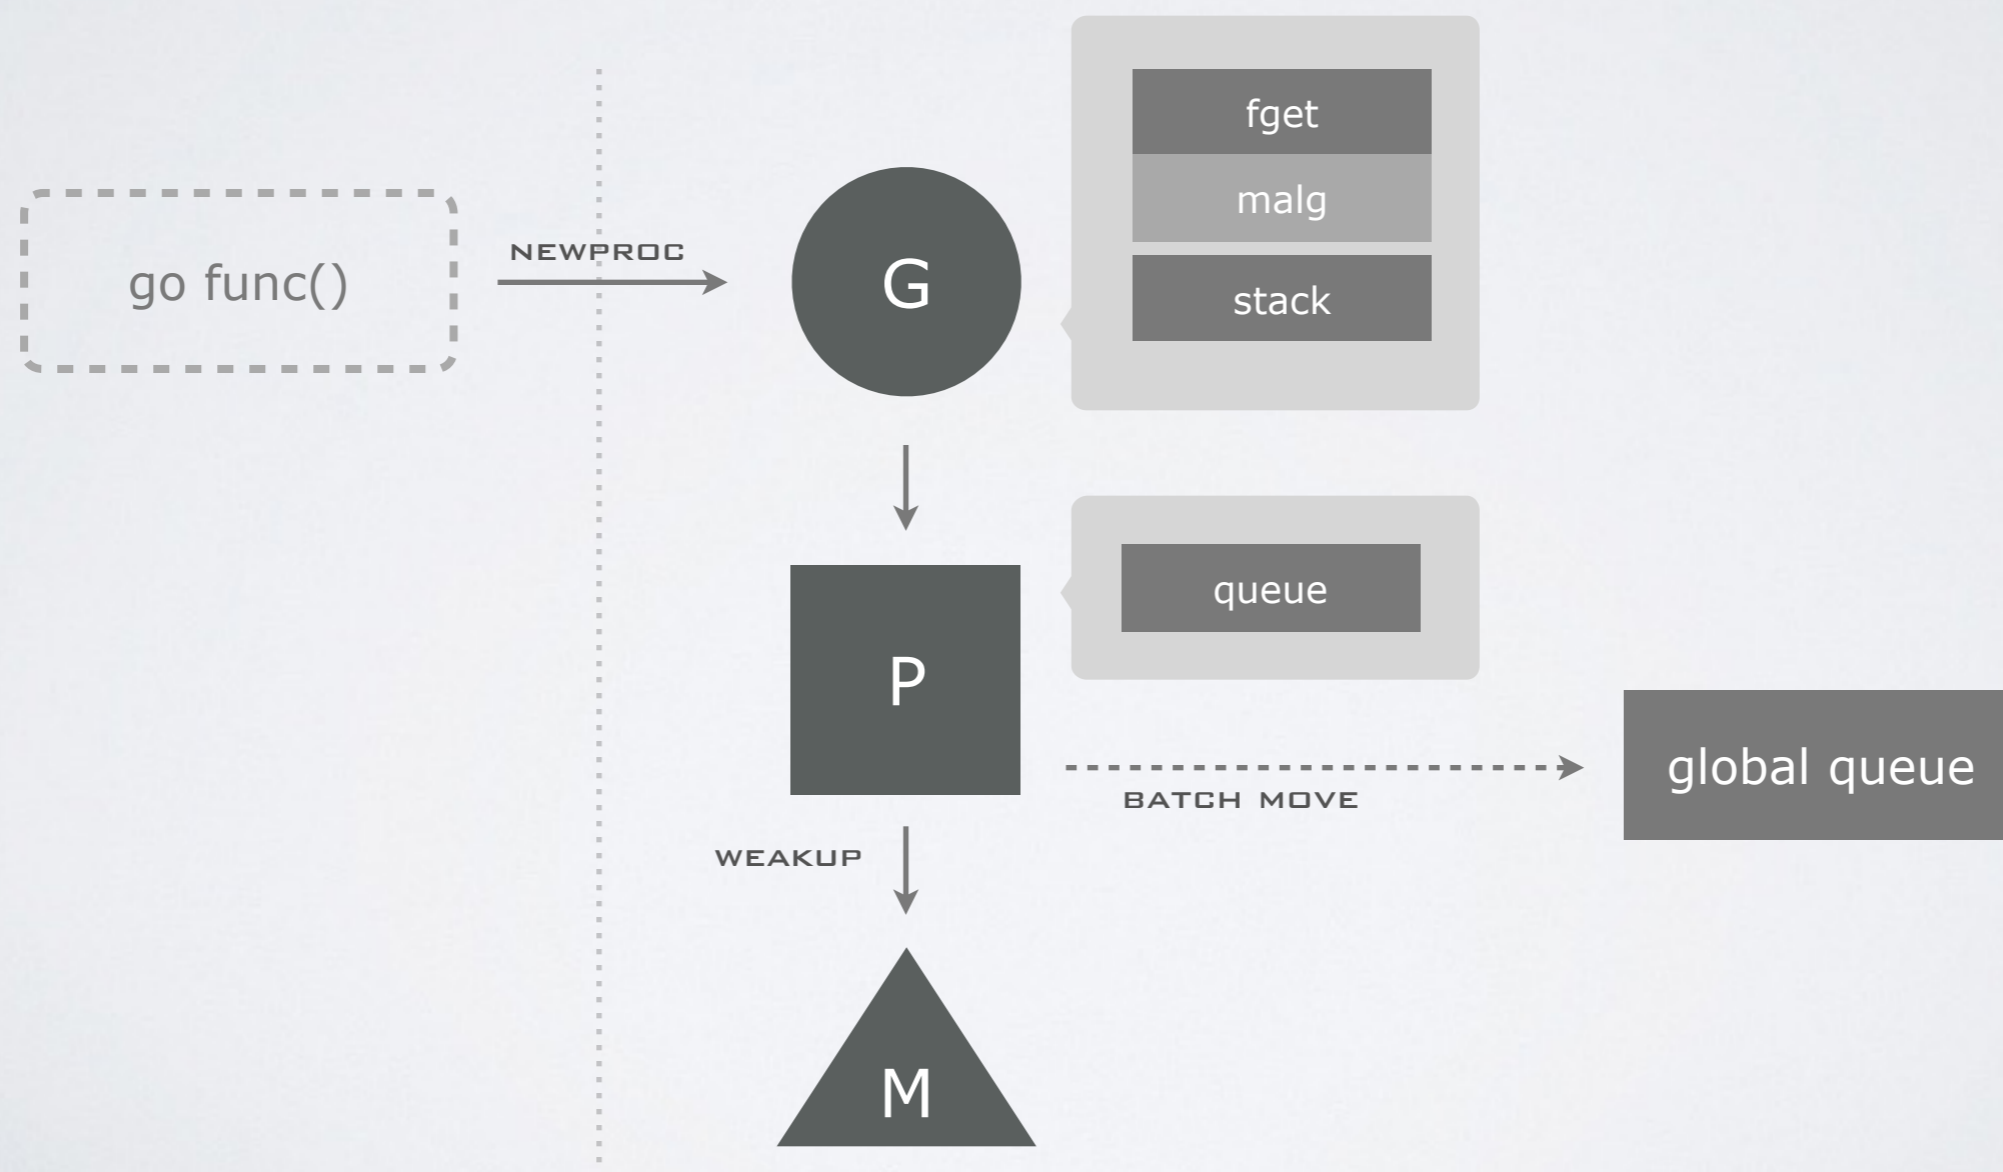 fget
malg
go func()
NEWPROC
G
stack
queue
P
global queue
BATCH MOVE
WEAKUP
M